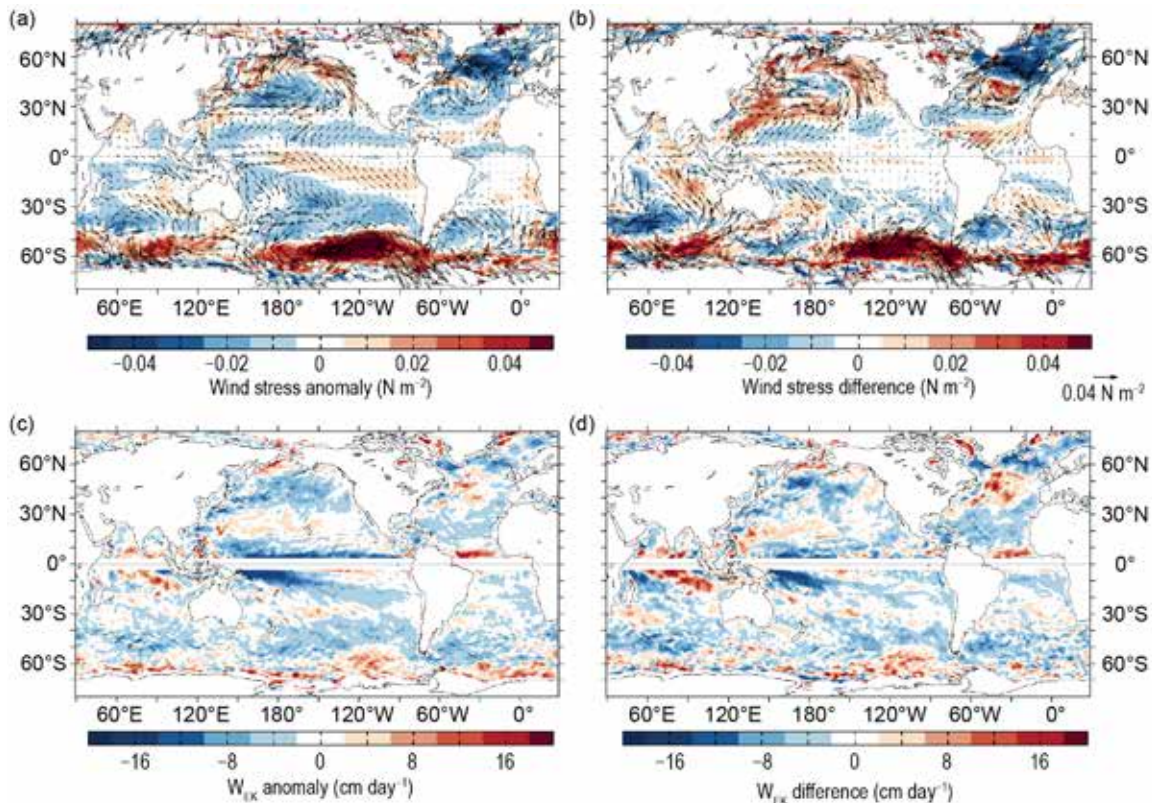 (a) (b)
60°N 60°N
30°N 30°N
0° 0°
30°S 30°S
60°S 60°S
60°E 120°E 180° 120°W 60°W 0° 60°E 120°E 180° 120°W 60°W 0°
−0.04 −0.02 0 0.02 0.04 −0.04 −0.02 0 0.02 0.04
Wind stress anomaly (N m⁻²) Wind stress difference (N m⁻²) 0.04 N m⁻²
(c) (d)
60°N 60°N
30°N 30°N
0° 0°
30°S 30°S
60°S 60°S
60°E 120°E 180° 120°W 60°W 0° 60°E 120°E 180° 120°W 60°W 0°
−16 −8 0 8 16 −16 −8 0 8 16
W_EK anomaly (cm day⁻¹) W_EK difference (cm day⁻¹)